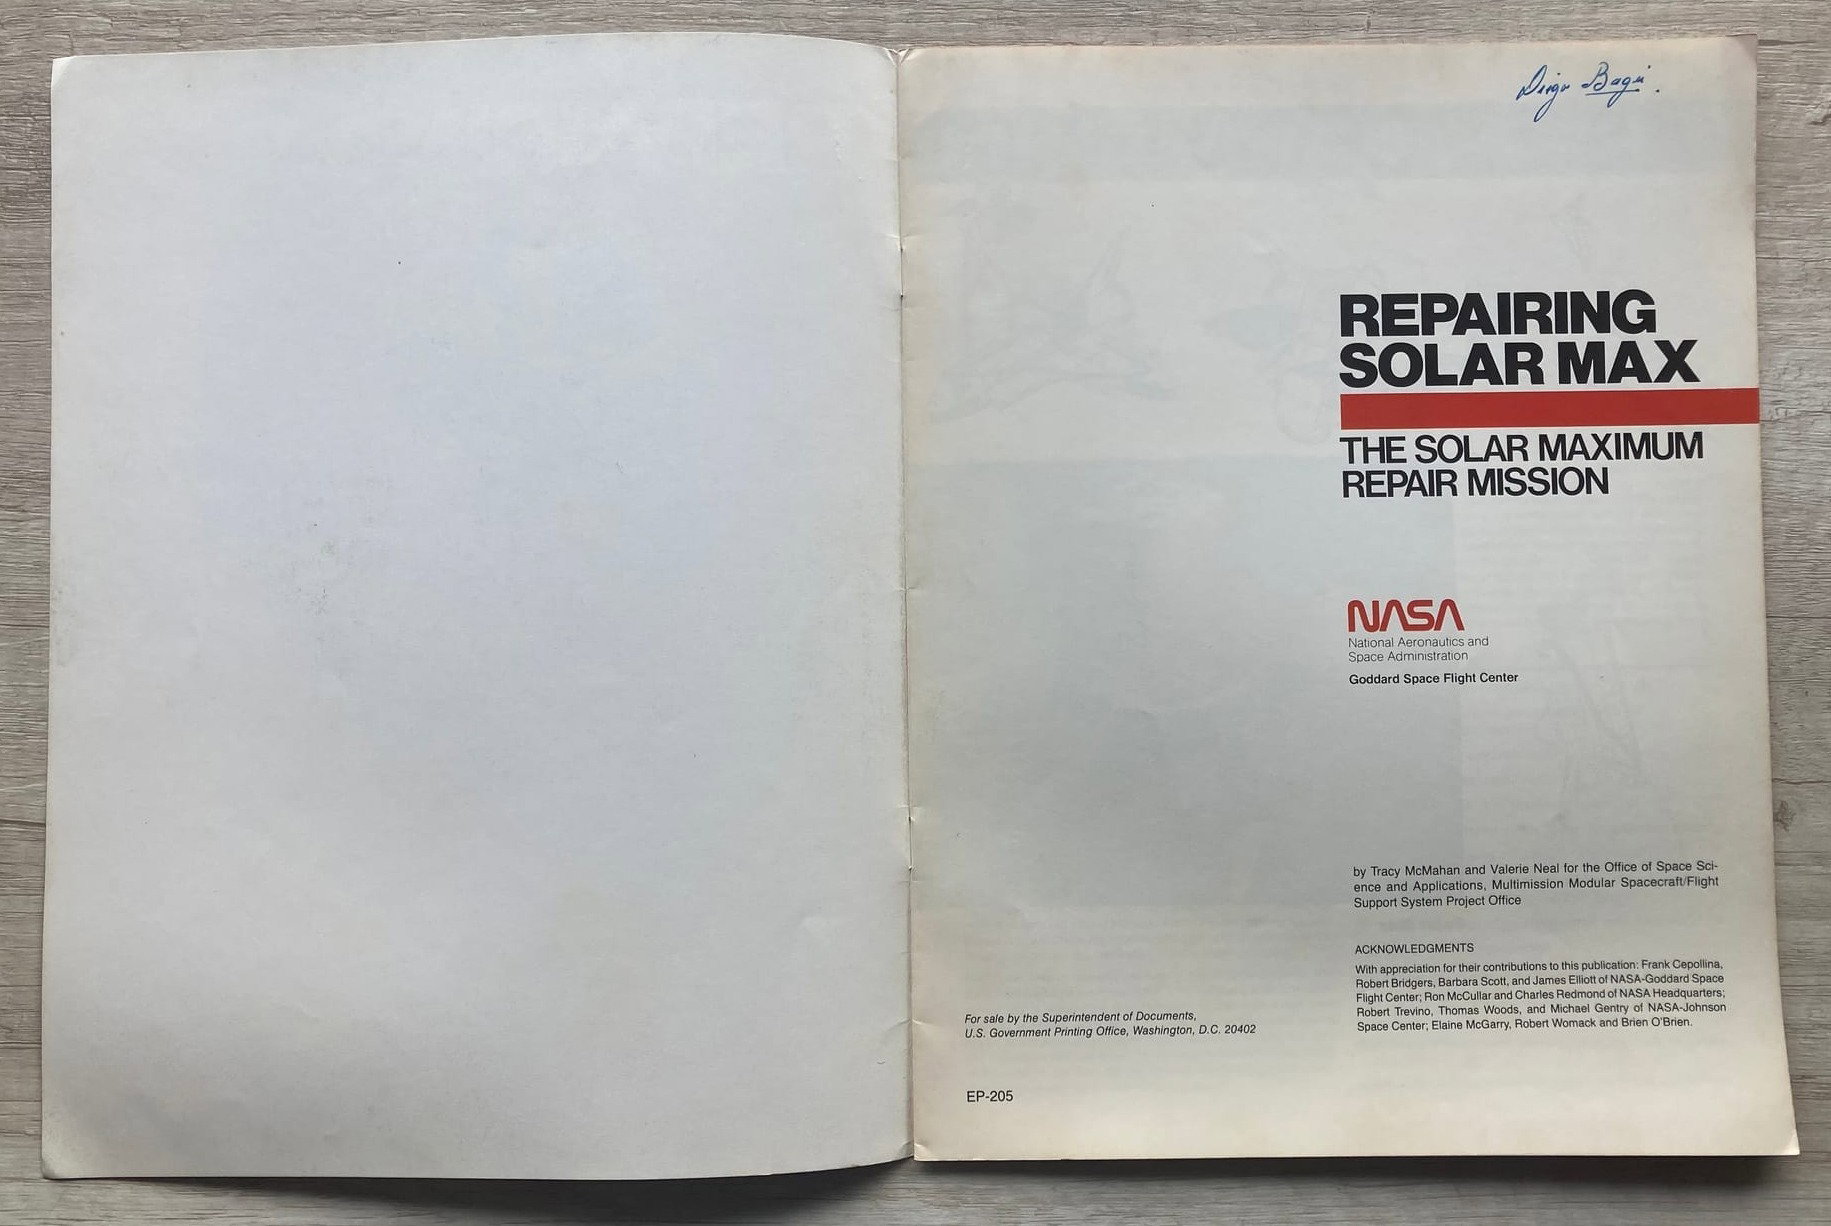 REPAIRING
SOLAR MAX
THE SOLAR MAXIMUM
REPAIR MISSION
NASA
National Aeronautics and
Space Administration
Goddard Space Flight Center
by Tracy McMahan and Valerie Neal for the Office of Space Sci-
ence and Applications, Multimission Modular Spacecraft/Flight
Support System Project Office
ACKNOWLEDGMENTS
With appreciation for their contributions to this publication: Frank Cepollina,
Robert Bridgers, Barbara Scott, and James Elliott of NASA-Goddard Space
Flight Center; Ron McCullar and Charles Redmond of NASA Headquarters;
Robert Trevino, Thomas Woods, and Michael Gentry of NASA-Johnson
Space Center; Elaine McGarry, Robert Womack and Brien O'Brien.
For sale by the Superintendent of Documents,
U.S. Government Printing Office, Washington, D.C. 20402
EP-205